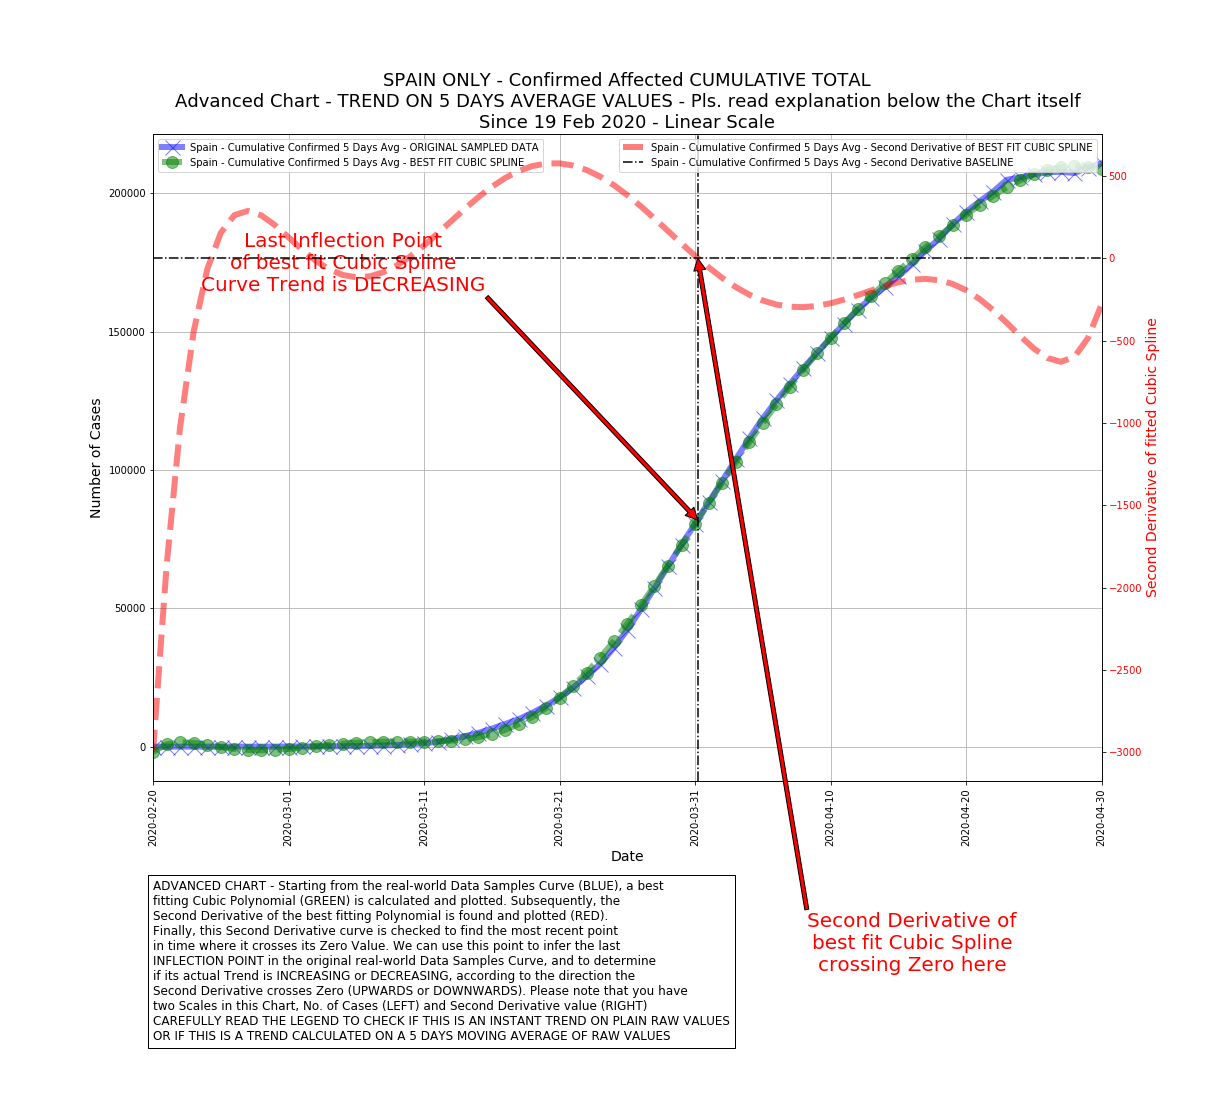 SPAIN ONLY - Confirmed Affected CUMULATIVE TOTAL
Advanced Chart - TREND ON 5 DAYS AVERAGE VALUES - Pls. read explanation below the Chart itself
Since 19 Feb 2020 - Linear Scale
Spain - Cumulative Confirmed 5 Days Avg - ORIGINAL SAMPLED DATA
Spain - Cumulative Confirmed 5 Days Avg - BEST FIT CUBIC SPLINE
Spain - Cumulative Confirmed 5 Days Avg - Second Derivative of BEST FIT CUBIC SPLINE
Spain - Cumulative Confirmed 5 Days Avg - Second Derivative BASELINE
Last Inflection Point
of best fit Cubic Spline
Curve Trend is DECREASING
Number of Cases
200000
150000
100000
50000
0
500
0
−500
−1000
−1500
−2000
−2500
−3000
Second Derivative of fitted Cubic Spline
2020-02-20
2020-03-01
2020-03-11
2020-03-21
2020-03-31
2020-04-10
2020-04-20
2020-04-30
Date
ADVANCED CHART - Starting from the real-world Data Samples Curve (BLUE), a best
fitting Cubic Polynomial (GREEN) is calculated and plotted. Subsequently, the
Second Derivative of the best fitting Polynomial is found and plotted (RED).
Finally, this Second Derivative curve is checked to find the most recent point
in time where it crosses its Zero Value. We can use this point to infer the last
INFLECTION POINT in the original real-world Data Samples Curve, and to determine
if its actual Trend is INCREASING or DECREASING, according to the direction the
Second Derivative crosses Zero (UPWARDS or DOWNWARDS). Please note that you have
two Scales in this Chart, No. of Cases (LEFT) and Second Derivative value (RIGHT)
CAREFULLY READ THE LEGEND TO CHECK IF THIS IS AN INSTANT TREND ON PLAIN RAW VALUES
OR IF THIS IS A TREND CALCULATED ON A 5 DAYS MOVING AVERAGE OF RAW VALUES
Second Derivative of
best fit Cubic Spline
crossing Zero here